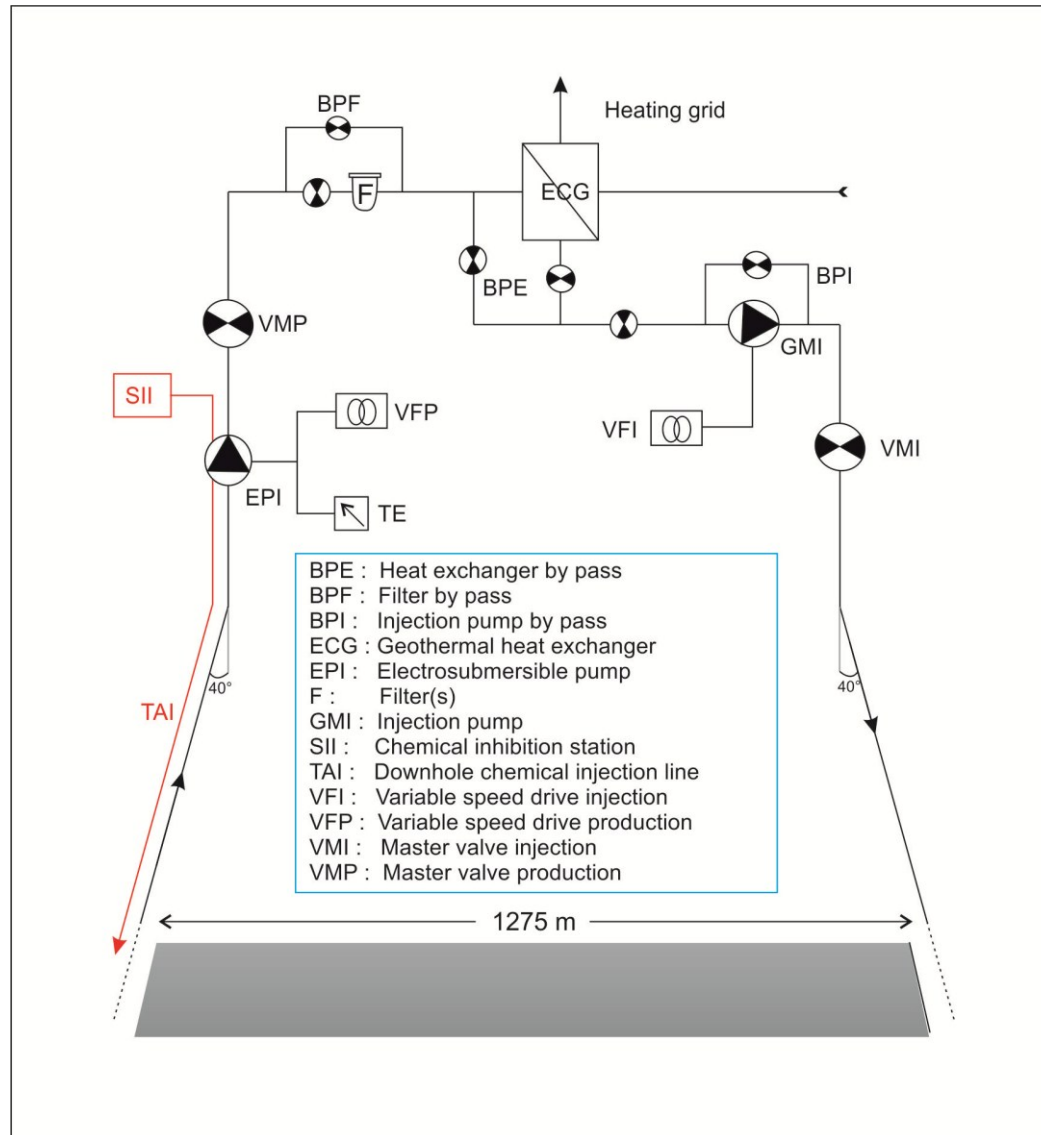 BPF
Heating grid
F
ECG
BPE
BPI
VMP
GMI
SII
VFP
VFI
VMI
EPI
TE
BPE : Heat exchanger by pass
BPF : Filter by pass
BPI : Injection pump by pass
ECG : Geothermal heat exchanger
EPI : Electrosubmersible pump
F : Filter(s)
GMI : Injection pump
SII : Chemical inhibition station
TAI : Downhole chemical injection line
VFI : Variable speed drive injection
VFP : Variable speed drive production
VMI : Master valve injection
VMP : Master valve production
40°
40°
TAI
1275 m